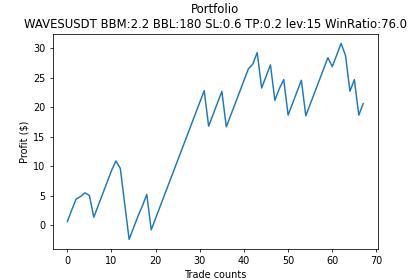 Portfolio
WAVESUSDT BBM:2.2 BBL:180 SL:0.6 TP:0.2 lev:15 WinRatio:76.0
Profit ($)
30
25
20
15
10
5
0
0 10 20 30 40 50 60 70
Trade counts